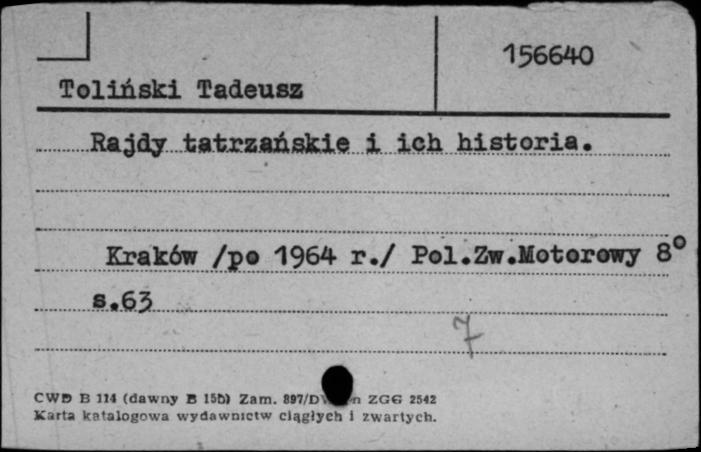 156640
Toliński Tadeusz
Rajdy tatrzańskie i ich historia.
Kraków /po 1964 r./ Pol.Zw.Motorowy 8°
s.63
7
CWD B 114 (dawny B 15b) Zam. 897/D ZGG 2542
Karta katalogowa wydawnictw ciągłych i zwartych.